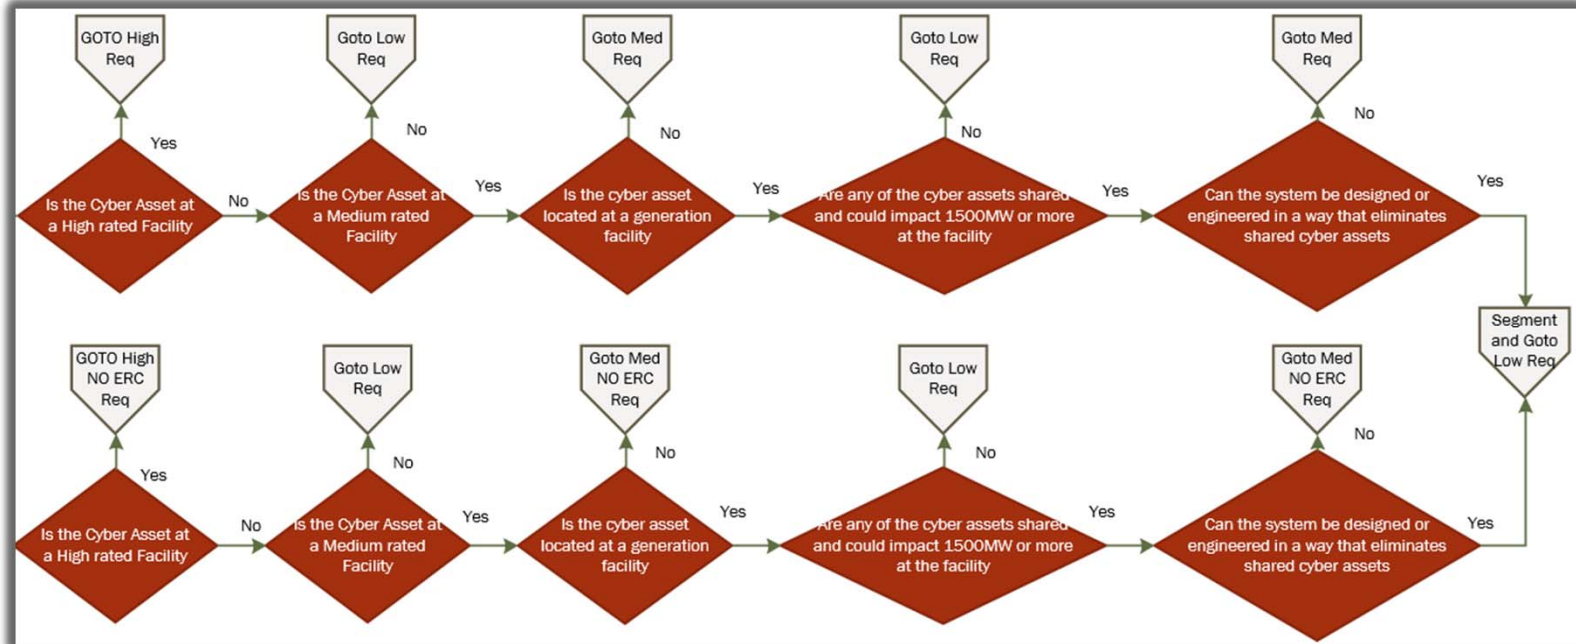 GOTO High
Req
Goto Low
Req
Goto Med
Req
Goto Low
Req
Goto Med
Req
Yes
No
No
No
No
Is the Cyber Asset at
a High rated Facility
No
Is the Cyber Asset at
a Medium rated
Facility
Yes
Is the cyber asset
located at a generation
facility
Yes
Are any of the cyber assets shared
and could impact 1500MW or more
at the facility
Yes
Can the system be designed or
engineered in a way that eliminates
shared cyber assets
Yes
Segment
and Goto
Low Req
GOTO High
NO ERC
Req
Goto Low
Req
Goto Med
NO ERC
Req
Goto Low
Req
Goto Med
NO ERC
Req
Yes
No
No
No
No
Is the Cyber Asset at
a High rated Facility
No
Is the Cyber Asset at
a Medium rated
Facility
Yes
Is the cyber asset
located at a generation
facility
Yes
Are any of the cyber assets shared
and could impact 1500MW or more
at the facility
Yes
Can the system be designed or
engineered in a way that eliminates
shared cyber assets
Yes